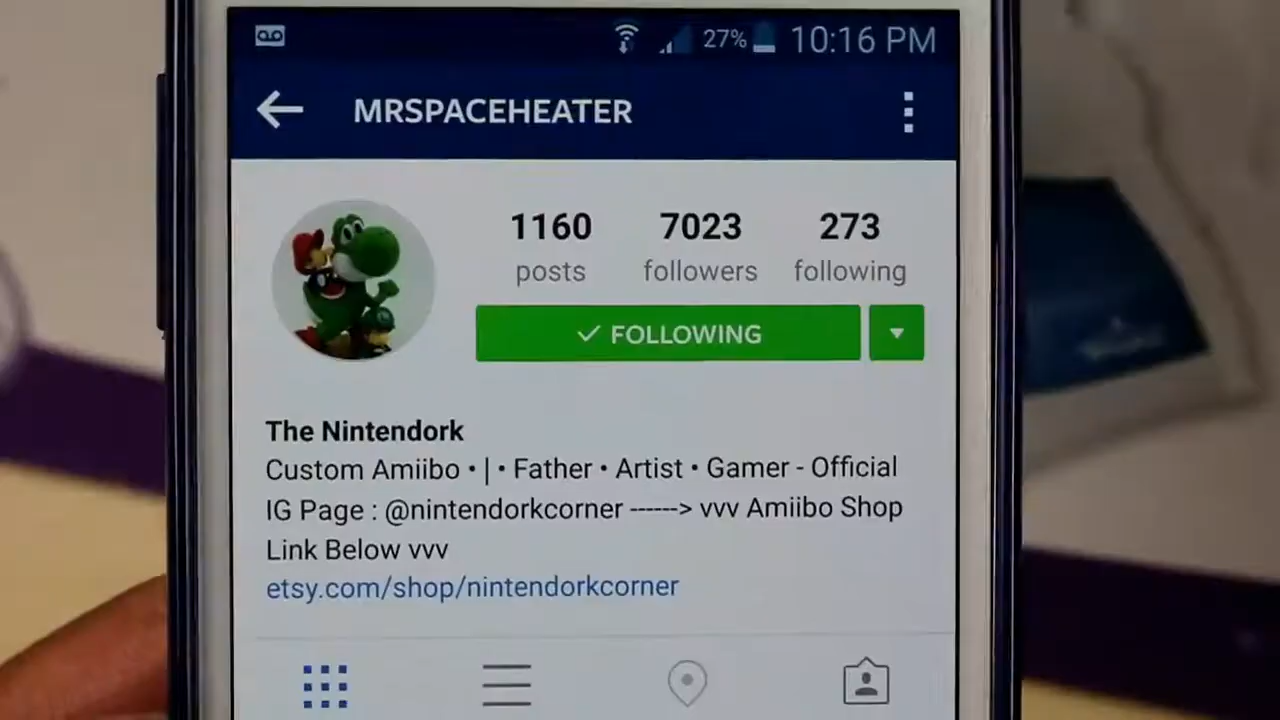 27% 10:16 PM
MRSPACEHEATER
1160 7023 273
posts followers following
✓ FOLLOWING
The Nintendork
Custom Amiibo • | • Father • Artist • Gamer - Official
IG Page : @nintendorkcorner ------> vvv Amiibo Shop
Link Below vvv
etsy.com/shop/nintendorkcorner